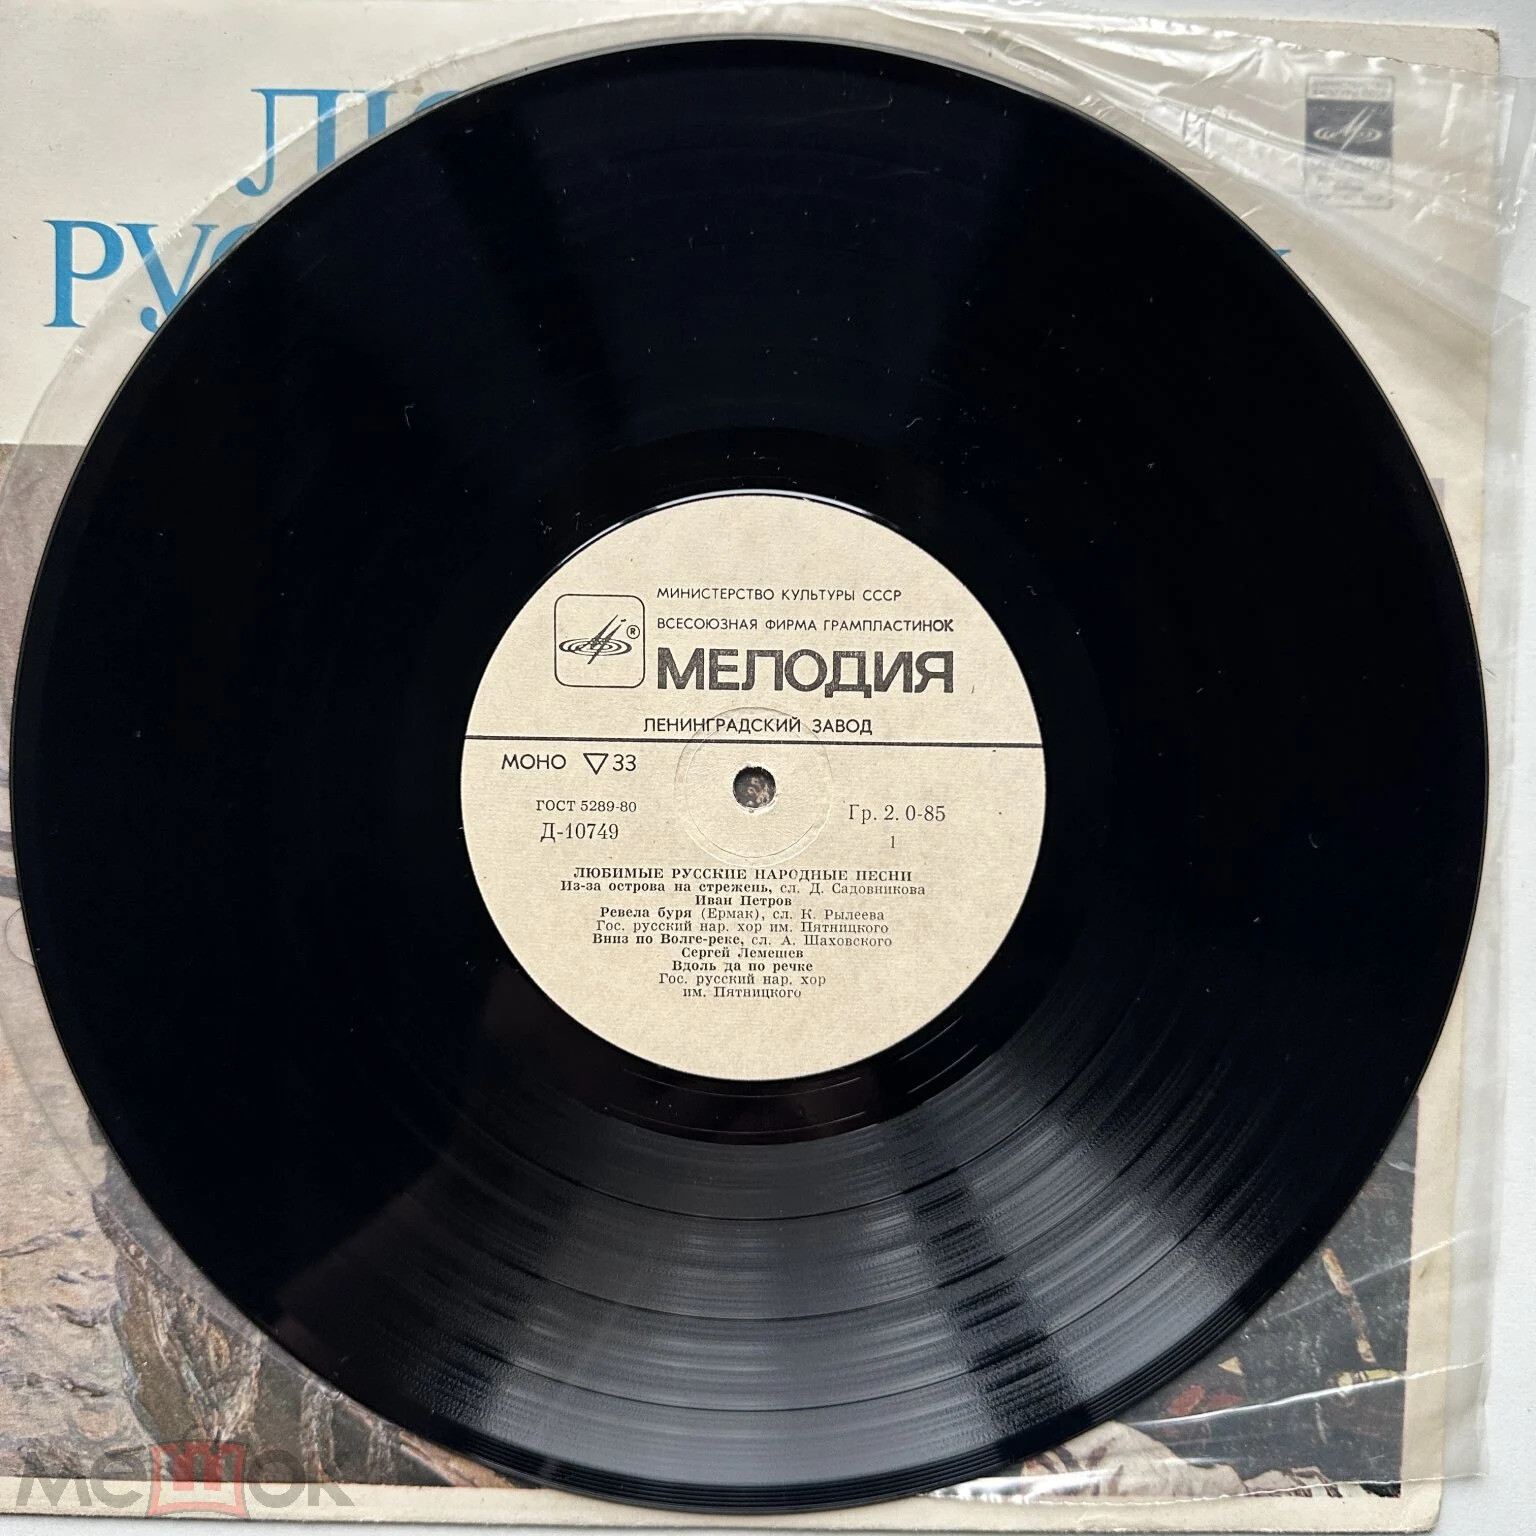 МИНИСТЕРСТВО КУЛЬТУРЫ СССР
ВСЕСОЮЗНАЯ ФИРМА ГРАМПЛАСТИНОК
®
МЕЛОДИЯ
ЛЕНИНГРАДСКИЙ ЗАВОД
МОНО ▽33
ГОСТ 5289-80
Д-10749
Гр. 2. 0-85
1
ЛЮБИМЫЕ РУССКИЕ НАРОДНЫЕ ПЕСНИ
Из-за острова на стрежень, сл. Д. Садовникова
Иван Петров
Ревела буря (Ермак), сл. К. Рылеева
Гос. русский нар. хор им. Пятницкого
Вниз по Волге-реке, сл. А. Шаховского
Сергей Лемешев
Вдоль да по речке
Гос. русский нар. хор
им. Пятницкого
мешок